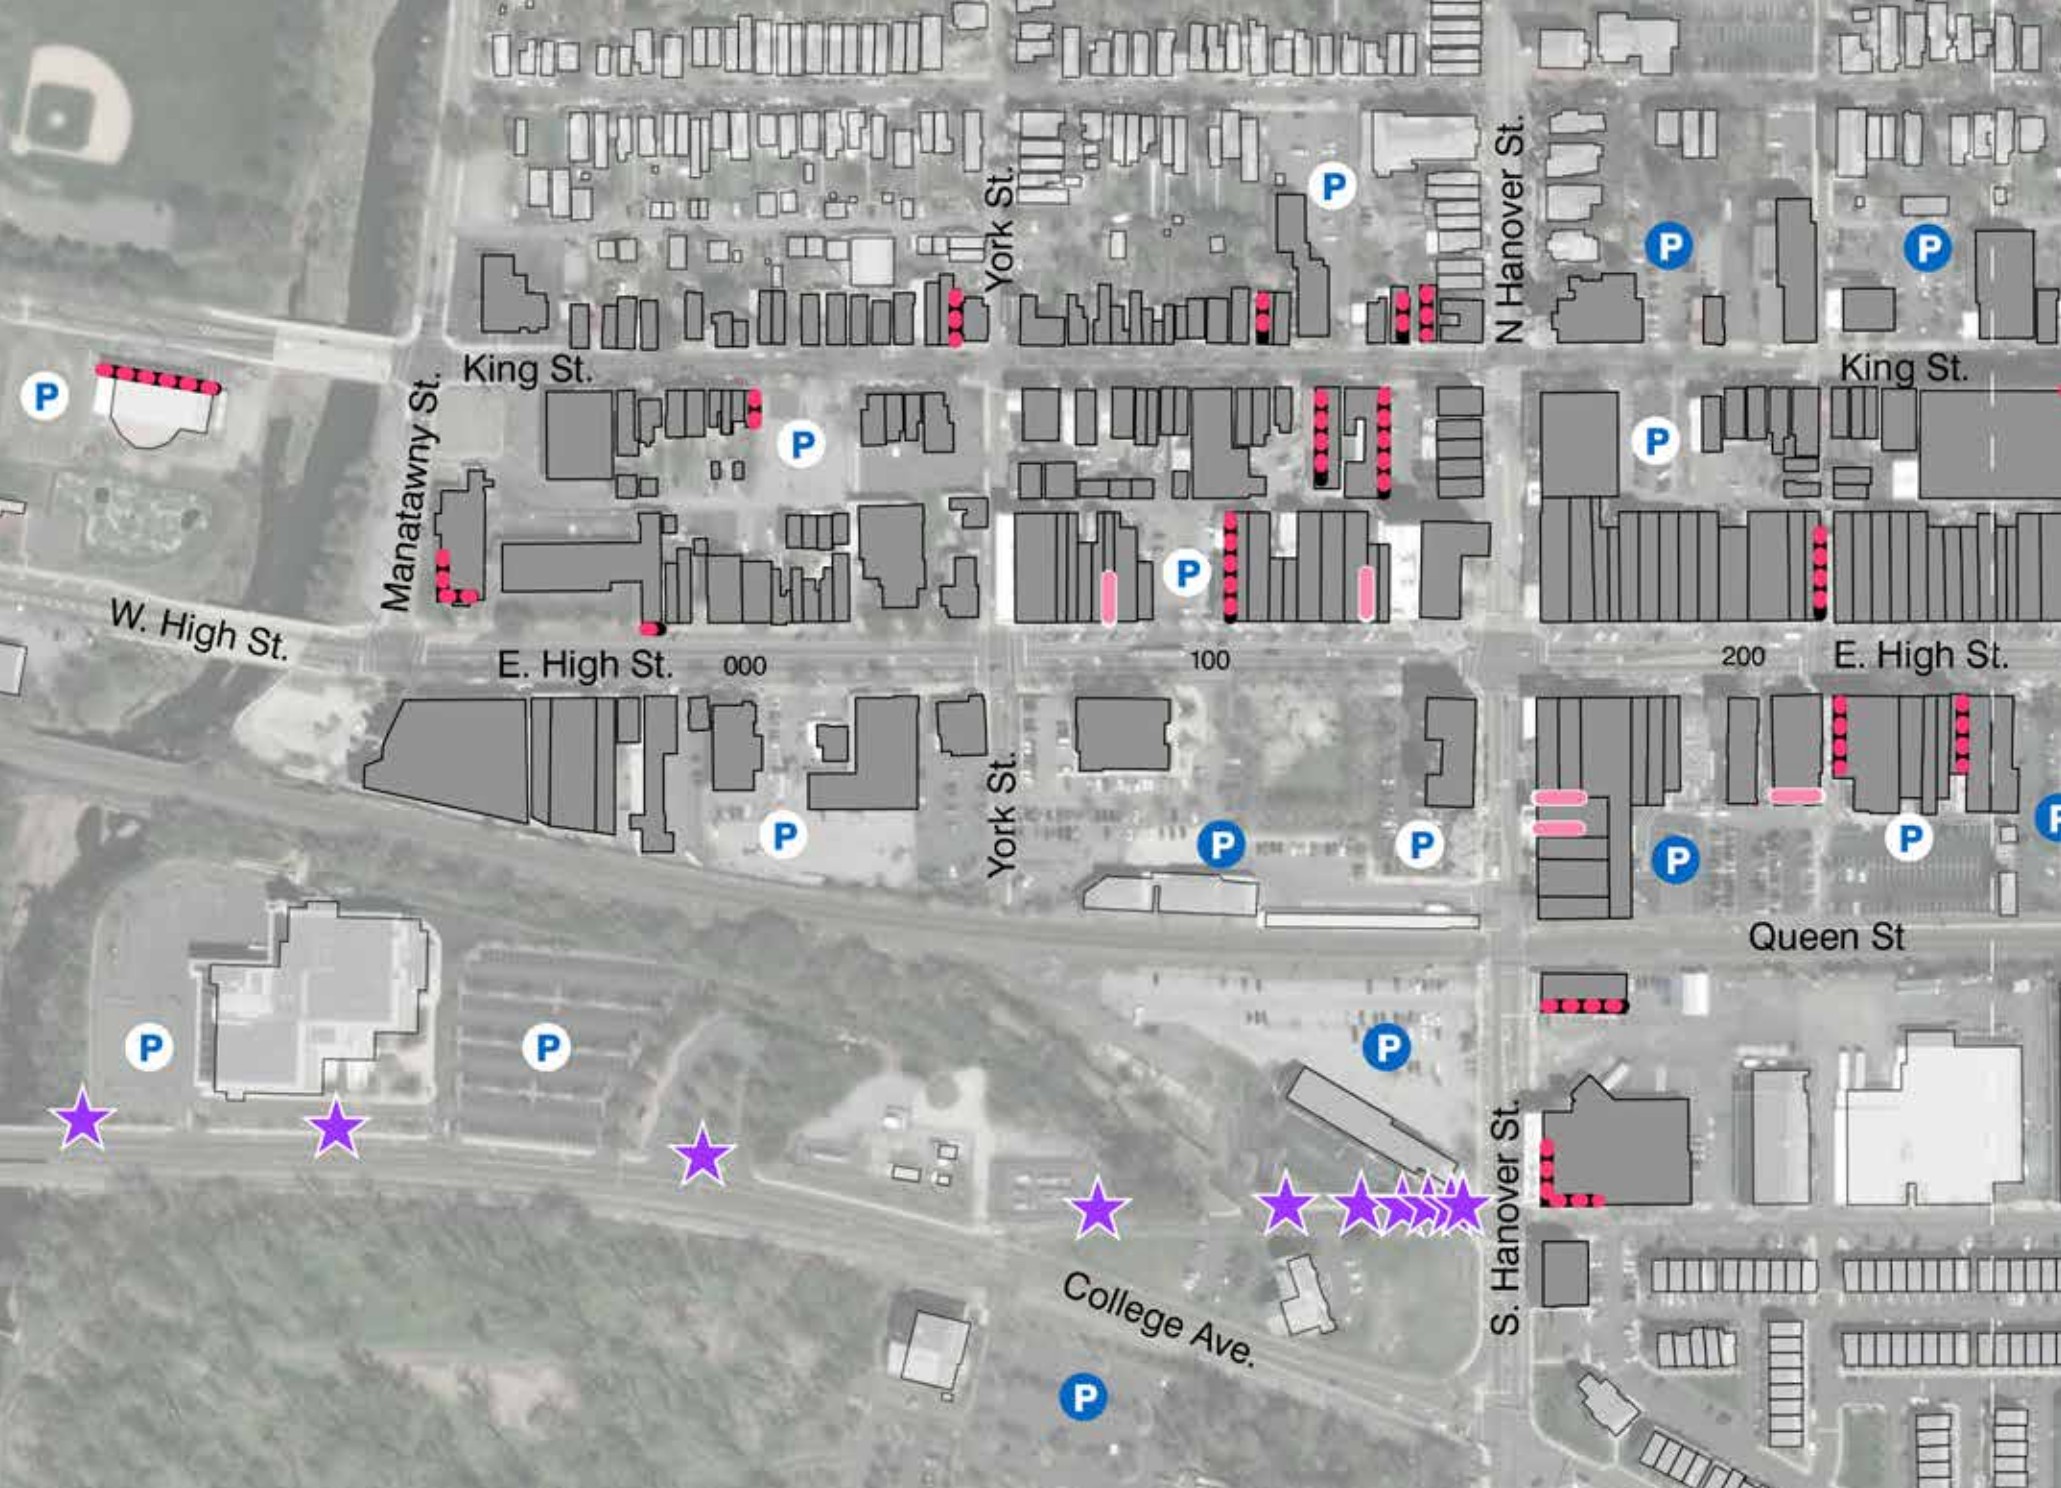 P
N Hanover St.
York St.
P
P
King St.
King St.
P
Manatawny St.
P
P
P
W. High St.
E. High St.
000
100
200
E. High St.
York St.
P
P
P
P
P
P
Queen St
P
P
P
S. Hanover St.
College Ave.
P